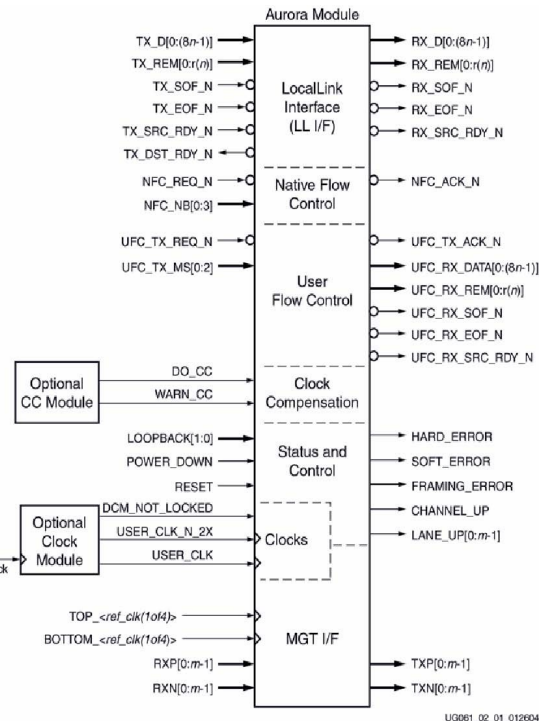 Aurora Module
TX_D[0:(8n-1)]
TX_REM[0:r(n)]
TX_SOF_N
TX_EOF_N
TX_SRC_RDY_N
TX_DST_RDY_N
LocalLink
Interface
(LL I/F)
RX_D[0:(8n-1)]
RX_REM[0:r(n)]
RX_SOF_N
RX_EOF_N
RX_SRC_RDY_N
NFC_REQ_N
NFC_NB[0:3]
Native Flow
Control
NFC_ACK_N
UFC_TX_REQ_N
UFC_TX_MS[0:2]
User
Flow Control
UFC_TX_ACK_N
UFC_RX_DATA[0:(8n-1)]
UFC_RX_REM[0:r(n)]
UFC_RX_SOF_N
UFC_RX_EOF_N
UFC_RX_SRC_RDY_N
Optional
CC Module
DO_CC
WARN_CC
Clock
Compensation
LOOPBACK[1:0]
POWER_DOWN
RESET
Status and
Control
HARD_ERROR
SOFT_ERROR
FRAMING_ERROR
CHANNEL_UP
LANE_UP[0:m-1]
Optional
Clock
Module
DCM_NOT_LOCKED
USER_CLK_N_2X
USER_CLK
Clocks
TOP_<ref_clk(1of4)>
BOTTOM_<ref_clk(1of4)>
RXP[0:m-1]
RXN[0:m-1]
MGT I/F
TXP[0:m-1]
TXN[0:m-1]
UG061_02_01_012604